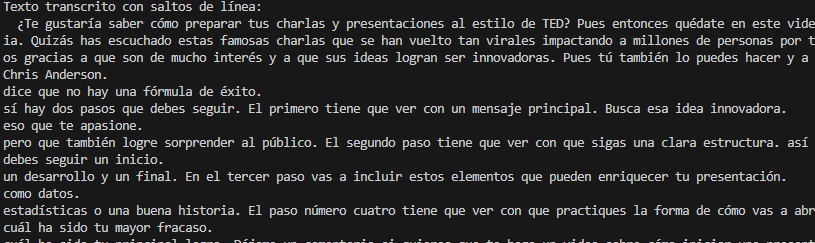 Texto transcrito con saltos de línea:
¿Te gustaría saber cómo preparar tus charlas y presentaciones al estilo de TED? Pues entonces quédate en este vide
ia. Quizás has escuchado estas famosas charlas que se han vuelto tan virales impactando a millones de personas por t
os gracias a que son de mucho interés y a que sus ideas logran ser innovadoras. Pues tú también lo puedes hacer y a
Chris Anderson.
dice que no hay una fórmula de éxito.
sí hay dos pasos que debes seguir. El primero tiene que ver con un mensaje principal. Busca esa idea innovadora.
eso que te apasione.
pero que también logre sorprender al público. El segundo paso tiene que ver con que sigas una clara estructura. así
debes seguir un inicio.
un desarrollo y un final. En el tercer paso vas a incluir estos elementos que pueden enriquecer tu presentación.
como datos.
estadísticas o una buena historia. El paso número cuatro tiene que ver con que practiques la forma de cómo vas a abr
cuál ha sido tu mayor fracaso.